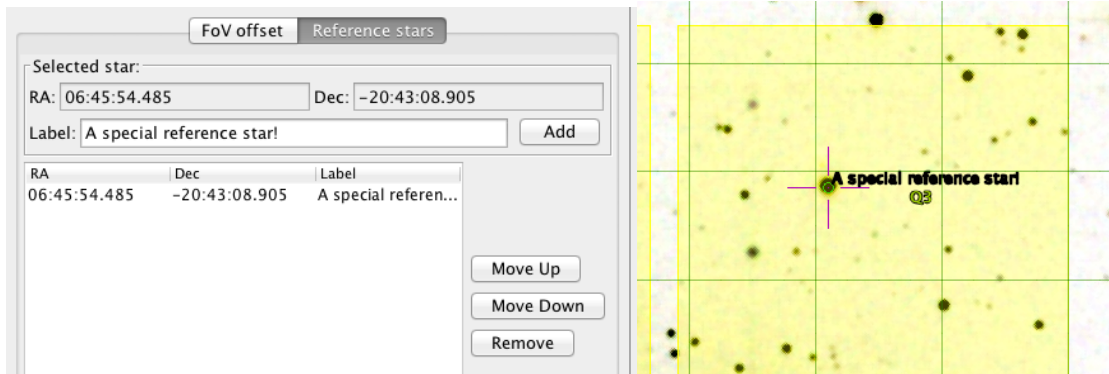 FoV offset Reference stars
Selected star:
RA: 06:45:54.485 Dec: -20:43:08.905
Label: A special reference star! Add
RA Dec Label
06:45:54.485 -20:43:08.905 A special referen...
Move Up
Move Down
Remove
A special reference star!
Q3